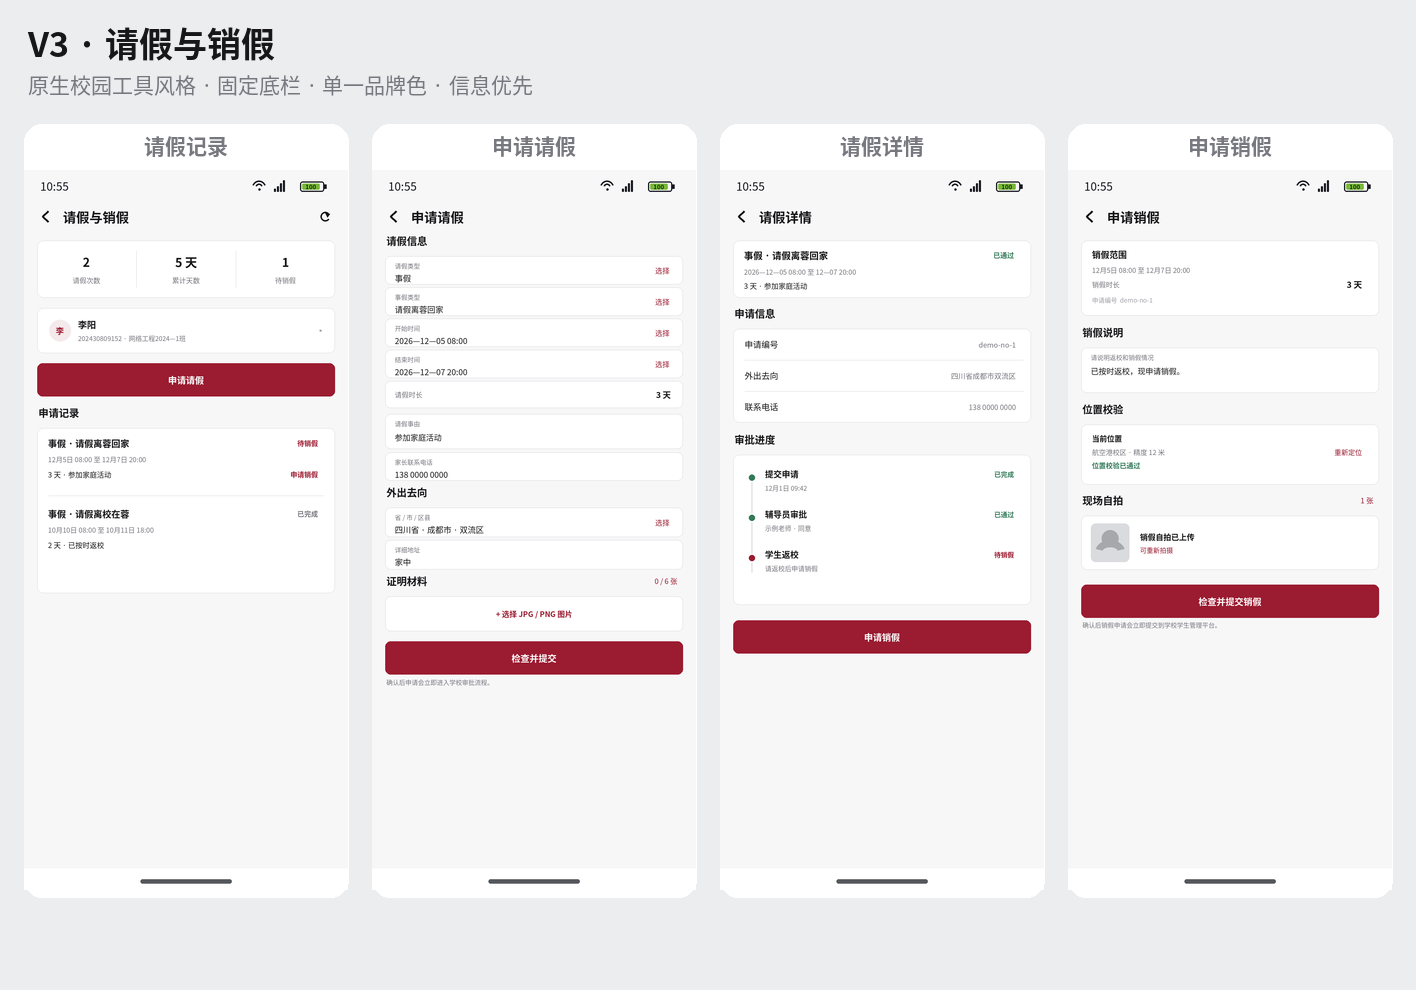 V3 · 请假与销假
原生校园工具风格 · 固定底栏 · 单一品牌色 · 信息优先
请假记录
10:55
100
请假与销假
2
5 天
1
请假次数
累计天数
待销假
李
李阳
202430809152 · 网络工程2024—1班
申请请假
申请记录
事假 · 请假离蓉回家
待销假
12月5日 08:00 至 12月7日 20:00
3 天 · 参加家庭活动
申请销假
事假 · 请假离校在蓉
已完成
10月10日 08:00 至 10月11日 18:00
2 天 · 已按时返校
申请请假
10:55
100
申请请假
请假信息
请假类型
事假
选择
事假类型
请假离蓉回家
选择
开始时间
2026—12—05 08:00
选择
结束时间
2026—12—07 20:00
选择
请假时长
3 天
请假事由
参加家庭活动
家长联系电话
138 0000 0000
外出去向
省 / 市 / 区县
四川省 · 成都市 · 双流区
选择
详细地址
家中
证明材料
0 / 6 张
+ 选择 JPG / PNG 图片
检查并提交
确认后申请会立即进入学校审批流程。
请假详情
10:55
100
请假详情
事假 · 请假离蓉回家
已通过
2026—12—05 08:00 至 12—07 20:00
3 天 · 参加家庭活动
申请信息
申请编号
demo-no-1
外出去向
四川省成都市双流区
联系电话
138 0000 0000
审批进度
提交申请
已完成
12月1日 09:42
辅导员审批
已通过
示例老师 · 同意
学生返校
待销假
请返校后申请销假
申请销假
申请销假
10:55
100
申请销假
销假范围
12月5日 08:00 至 12月7日 20:00
销假时长
3 天
申请编号 demo-no-1
销假说明
请说明返校和销假情况
已按时返校，现申请销假。
位置校验
当前位置
航空港校区 · 精度 12 米
重新定位
位置校验已通过
现场自拍
1 张
销假自拍已上传
可重新拍摄
检查并提交销假
确认后销假申请会立即提交到学校学生管理平台。